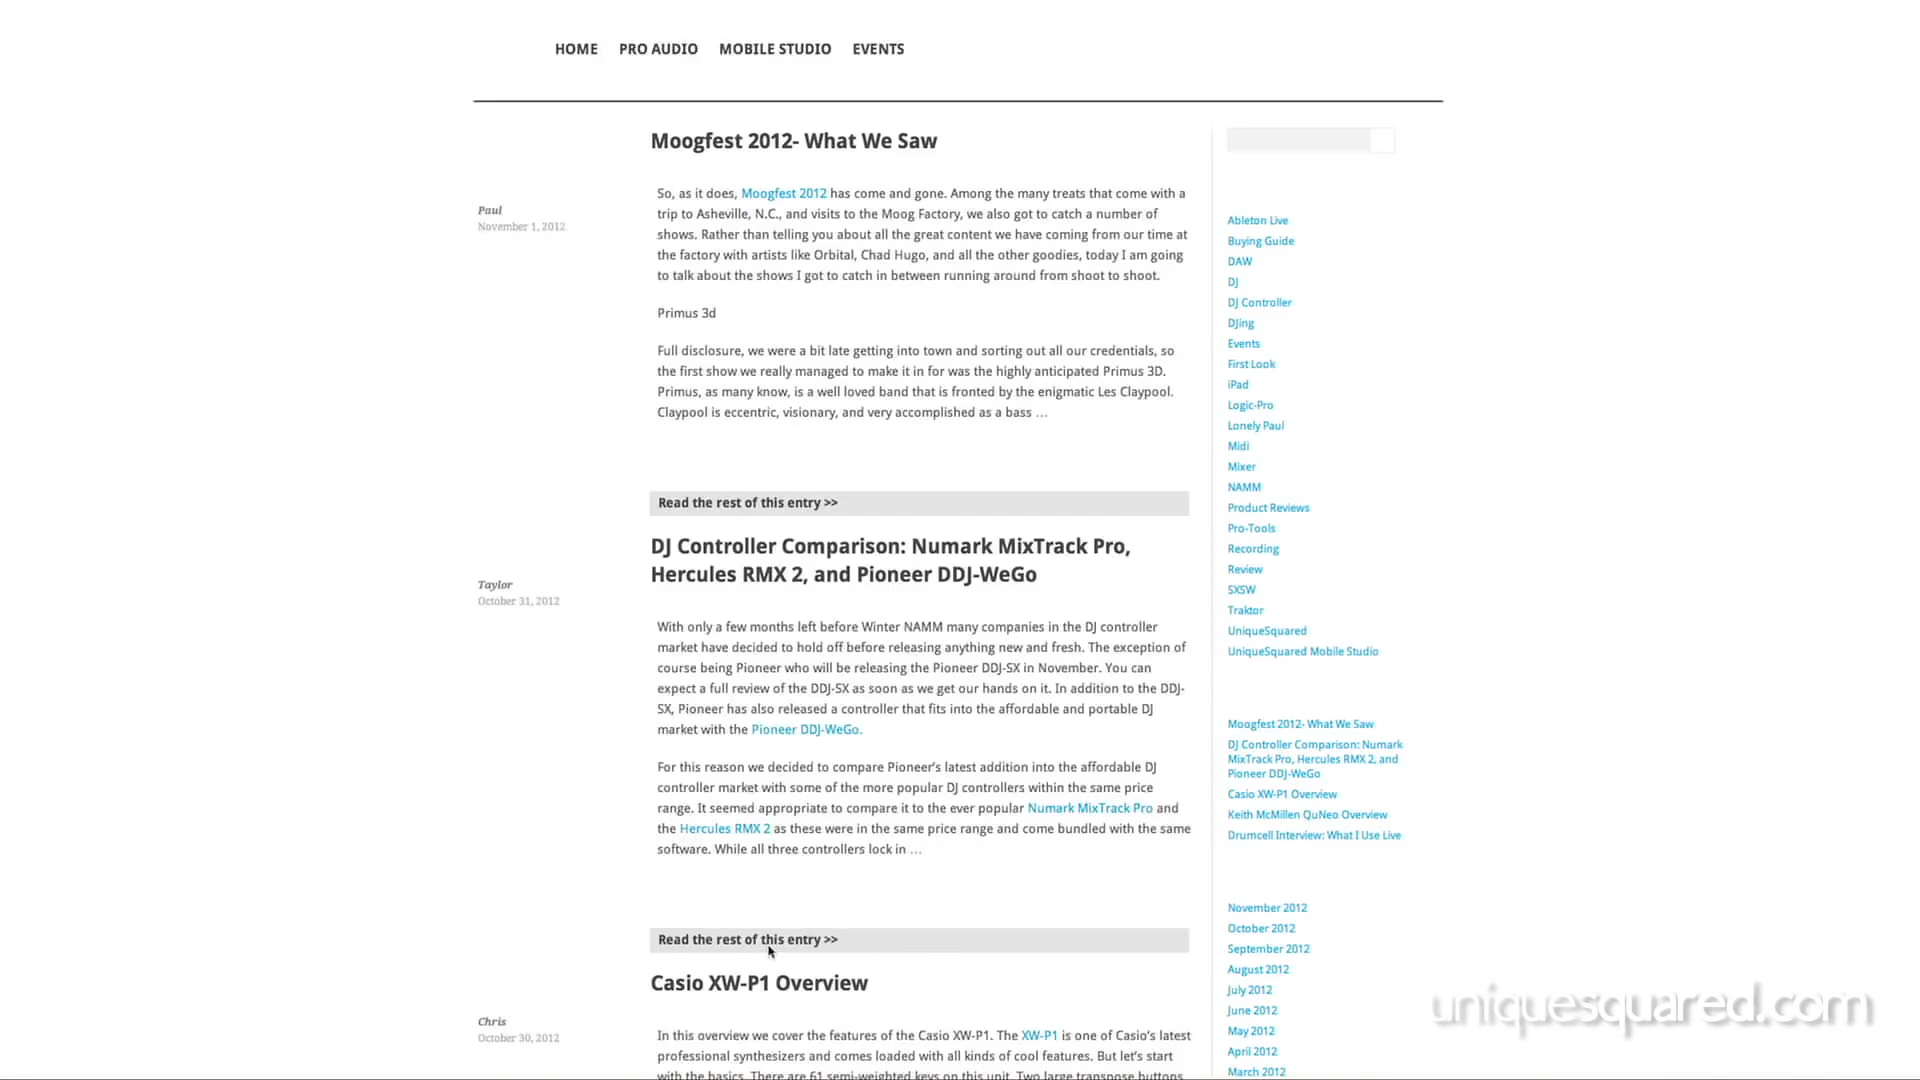 HOME PRO AUDIO MOBILE STUDIO EVENTS
Moogfest 2012- What We Saw
Paul
November 1, 2012
So, as it does, Moogfest 2012 has come and gone. Among the many treats that come with a
trip to Asheville, N.C., and visits to the Moog Factory, we also got to catch a number of
shows. Rather than telling you about all the great content we have coming from our time at
the factory with artists like Orbital, Chad Hugo, and all the other goodies, today I am going
to talk about the shows I got to catch in between running around from shoot to shoot.
Primus 3d
Full disclosure, we were a bit late getting into town and sorting out all our credentials, so
the first show we really managed to make it in for was the highly anticipated Primus 3D.
Primus, as many know, is a well loved band that is fronted by the enigmatic Les Claypool.
Claypool is eccentric, visionary, and very accomplished as a bass …
Read the rest of this entry >>
DJ Controller Comparison: Numark MixTrack Pro,
Hercules RMX 2, and Pioneer DDJ-WeGo
Taylor
October 31, 2012
With only a few months left before Winter NAMM many companies in the DJ controller
market have decided to hold off before releasing anything new and fresh. The exception of
course being Pioneer who will be releasing the Pioneer DDJ-SX in November. You can
expect a full review of the DDJ-SX as soon as we get our hands on it. In addition to the DDJ-
SX, Pioneer has also released a controller that fits into the affordable and portable DJ
market with the Pioneer DDJ-WeGo.
For this reason we decided to compare Pioneer's latest addition into the affordable DJ
controller market with some of the more popular DJ controllers within the same price
range. It seemed appropriate to compare it to the ever popular Numark MixTrack Pro and
the Hercules RMX 2 as these were in the same price range and come bundled with the same
software. While all three controllers lock in …
Read the rest of this entry >>
Casio XW-P1 Overview
Chris
October 30, 2012
In this overview we cover the features of the Casio XW-P1. The XW-P1 is one of Casio's latest
professional synthesizers and comes loaded with all kinds of cool features. But let's start
with the basics. There are 61 semi-weighted keys on this unit. Two large transpose buttons
Ableton Live
Buying Guide
DAW
DJ
DJ Controller
DJing
Events
First Look
iPad
Logic-Pro
Lonely Paul
Midi
Mixer
NAMM
Product Reviews
Pro-Tools
Recording
Review
SXSW
Traktor
UniqueSquared
UniqueSquared Mobile Studio
Moogfest 2012- What We Saw
DJ Controller Comparison: Numark
MixTrack Pro, Hercules RMX 2, and
Pioneer DDJ-WeGo
Casio XW-P1 Overview
Keith McMillen QuNeo Overview
Drumcell Interview: What I Use Live
November 2012
October 2012
September 2012
August 2012
July 2012
June 2012
May 2012
April 2012
March 2012
uniquesquared.com